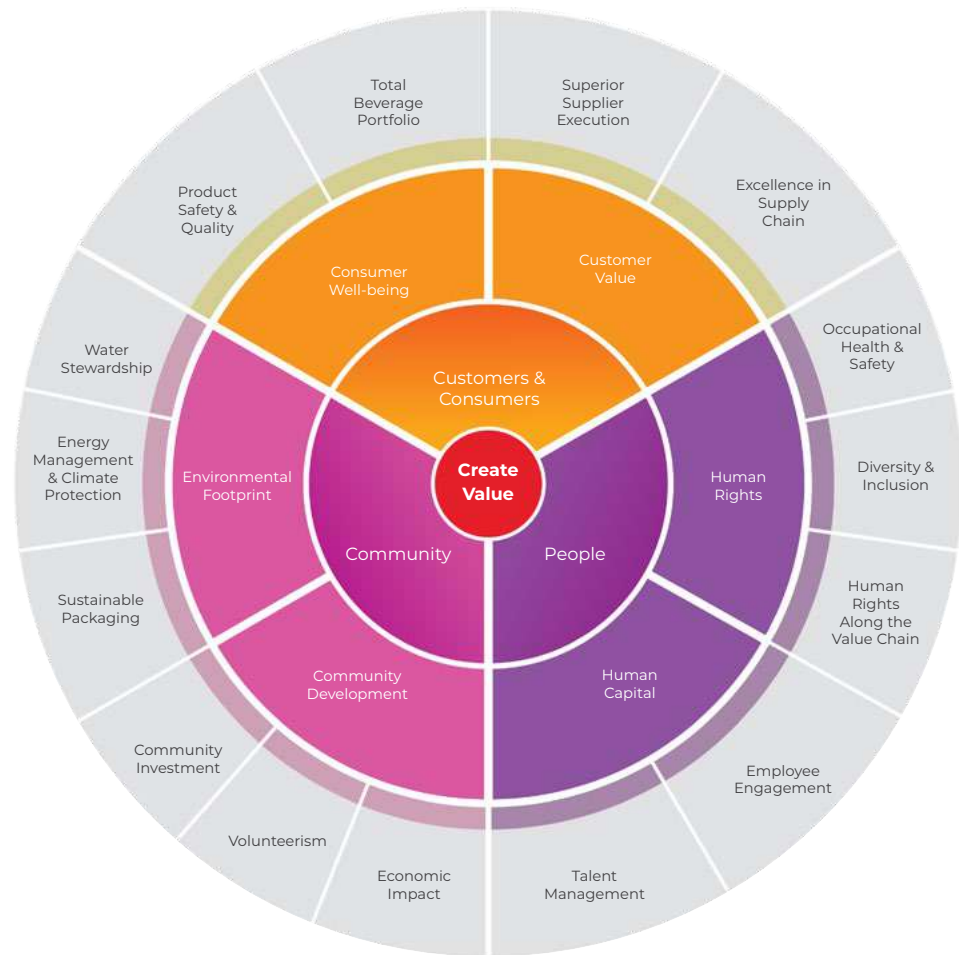 Total
Beverage
Portfolio
Superior
Supplier
Execution
Product
Safety &
Quality
Excellence in
Supply
Chain
Consumer
Well-being
Customer
Value
Water
Stewardship
Occupational
Health &
Safety
Customers &
Consumers
Energy
Management
& Climate
Protection
Environmental
Footprint
Create
Value
Human
Rights
Diversity &
Inclusion
Community
People
Sustainable
Packaging
Human
Rights
Along the
Value Chain
Community
Development
Human
Capital
Community
Investment
Employee
Engagement
Volunteerism
Economic
Impact
Talent
Management